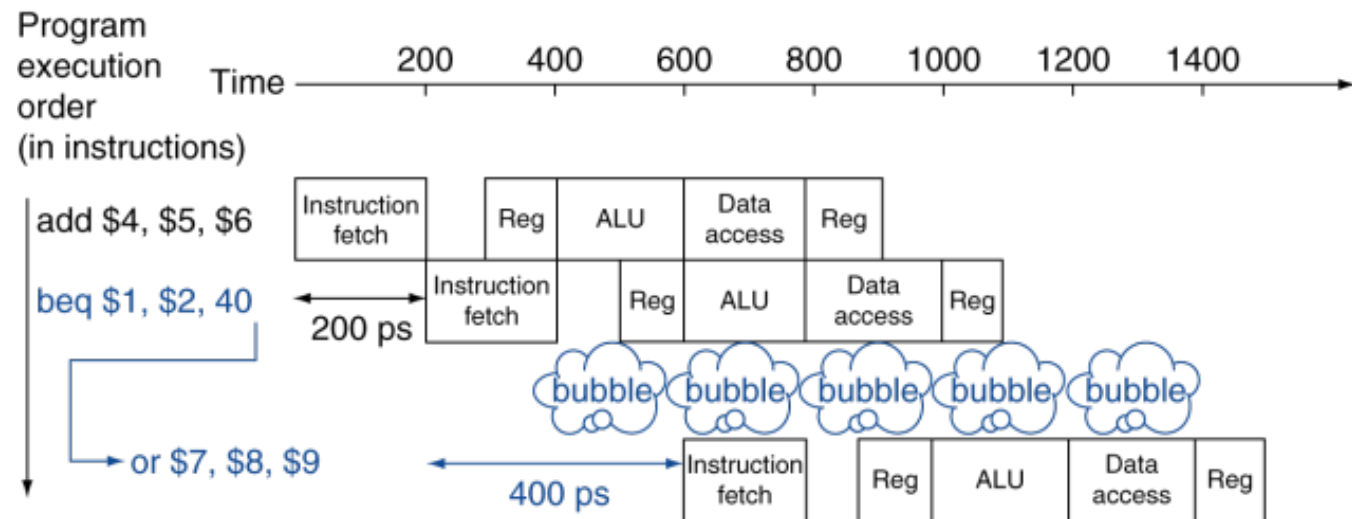 Program
execution
order
(in instructions)
Time
200 400 600 800 1000 1200 1400
add $4, $5, $6
Instruction
fetch
Reg
ALU
Data
access
Reg
beq $1, $2, 40
200 ps
Instruction
fetch
Reg
ALU
Data
access
Reg
bubble bubble bubble bubble bubble
or $7, $8, $9
400 ps
Instruction
fetch
Reg
ALU
Data
access
Reg